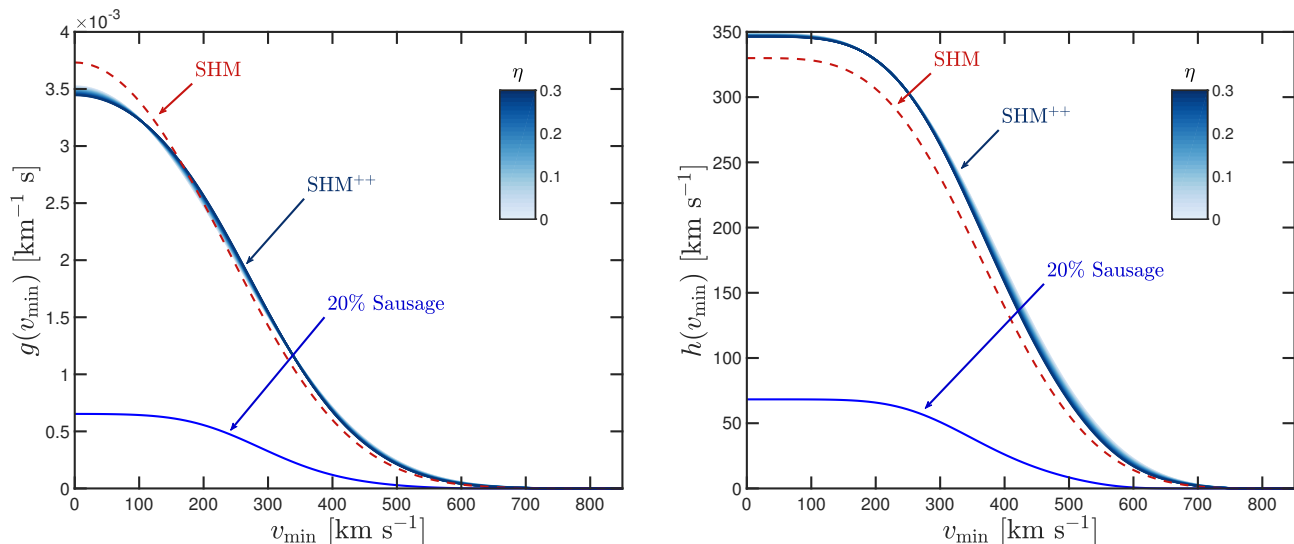 ×10⁻³
4
3.5
3
2.5
2
1.5
1
0.5
0
0 100 200 300 400 500 600 700 800
g(v_min) [km⁻¹ s]
v_min [km s⁻¹]
SHM
SHM⁺⁺
20% Sausage
η
0.3
0.2
0.1
0
350
300
250
200
150
100
50
0
0 100 200 300 400 500 600 700 800
h(v_min) [km s⁻¹]
v_min [km s⁻¹]
SHM
SHM⁺⁺
20% Sausage
η
0.3
0.2
0.1
0